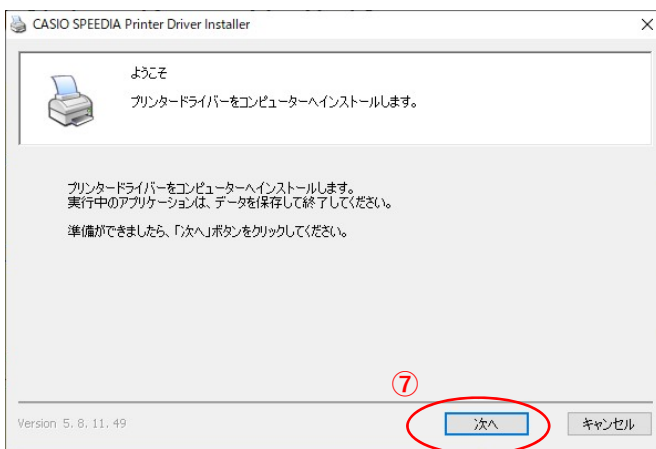 CASIO SPEEDIA Printer Driver Installer
ようこそ
プリンタードライバーをコンピューターへインストールします。
プリンタードライバーをコンピューターへインストールします。
実行中のアプリケーションは、データを保存して終了してください。
準備ができましたら、「次へ」ボタンをクリックしてください。
⑦
Version 5.8.11.49
次へ
キャンセル